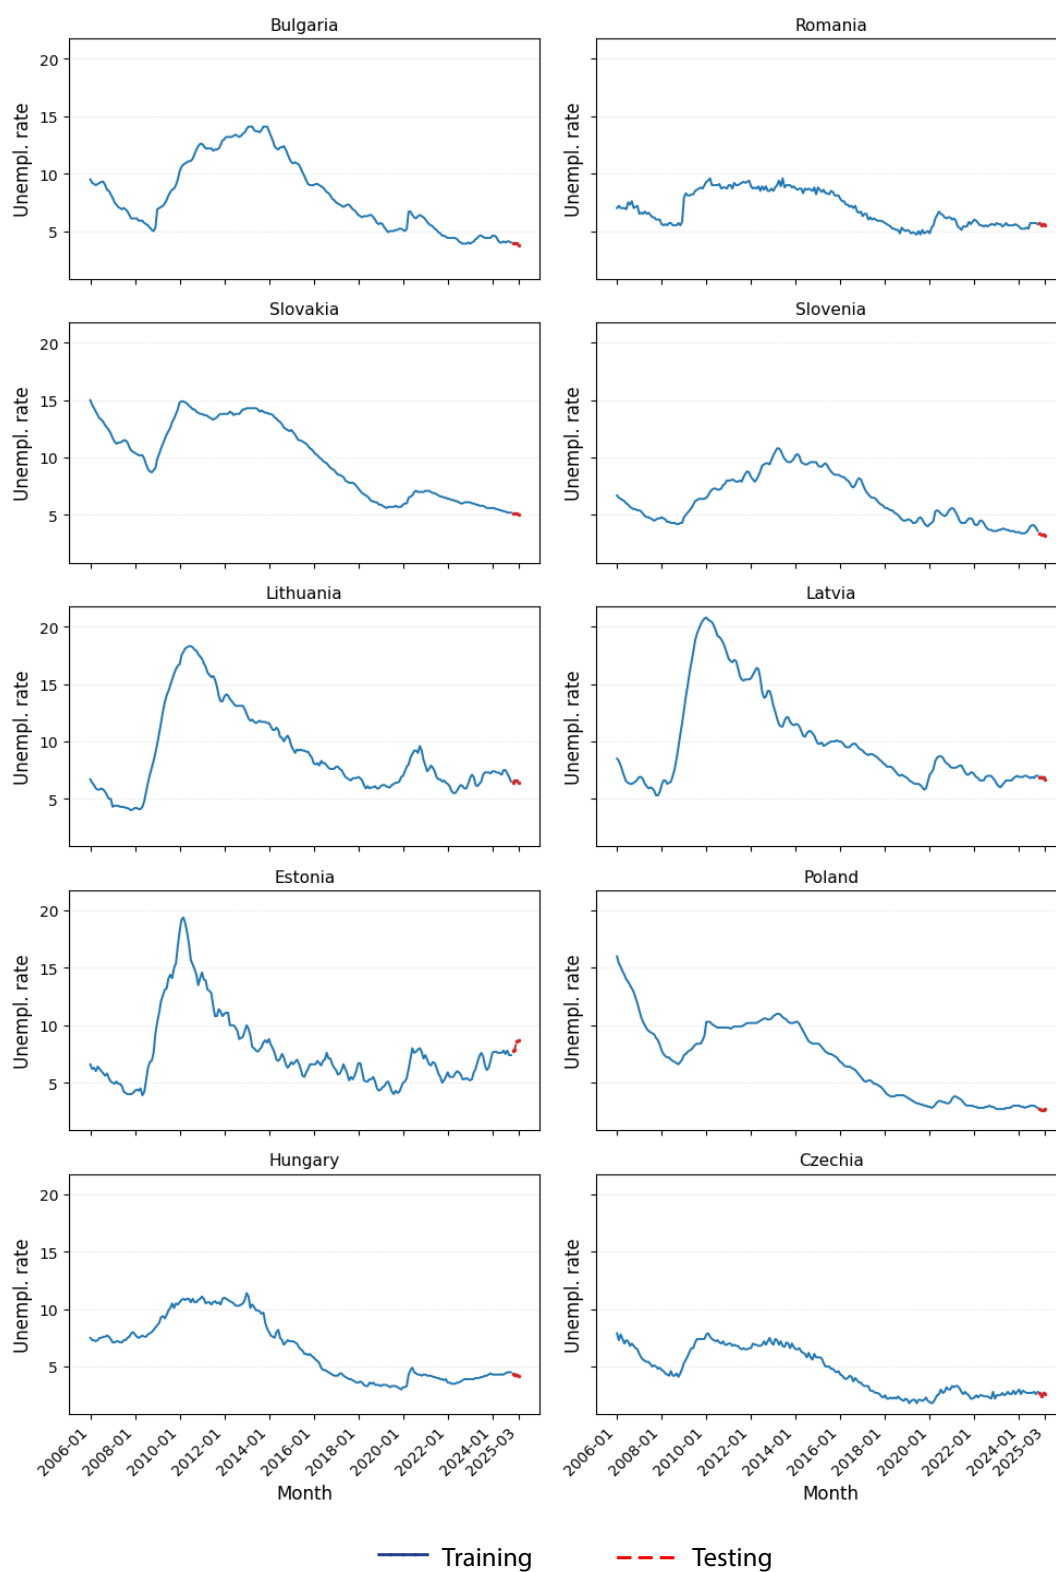 Bulgaria
Romania
Unempl. rate
20
15
10
5
Unempl. rate
Slovakia
Slovenia
Unempl. rate
20
15
10
5
Unempl. rate
Lithuania
Latvia
Unempl. rate
20
15
10
5
Unempl. rate
Estonia
Poland
Unempl. rate
20
15
10
5
Unempl. rate
Hungary
Czechia
Unempl. rate
20
15
10
5
Unempl. rate
2006-01
2008-01
2010-01
2012-01
2014-01
2016-01
2018-01
2020-01
2022-01
2024-01
2025-03
Month
2006-01
2008-01
2010-01
2012-01
2014-01
2016-01
2018-01
2020-01
2022-01
2024-01
2025-03
Month
Training
Testing